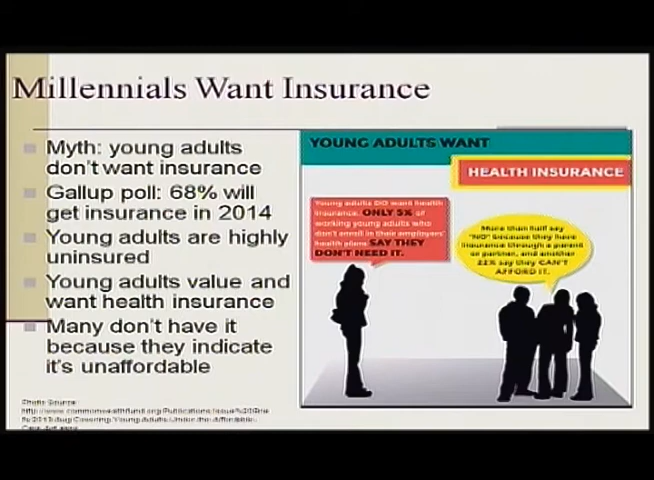 Millennials Want Insurance
Myth: young adults
don't want insurance
Gallup poll: 68% will
get insurance in 2014
Young adults are highly
uninsured
Young adults value and
want health insurance
Many don't have it
because they indicate
it's unaffordable
YOUNG ADULTS WANT
HEALTH INSURANCE
Young adults DO want health
insurance. ONLY 5% of
working young adults who
don't enroll in their employers'
health plans SAY THEY
DON'T NEED IT.
More than half say
"NO" because they have
insurance through a parent
or partner, and another
22% say they CAN'T
AFFORD IT.
Photo Source: